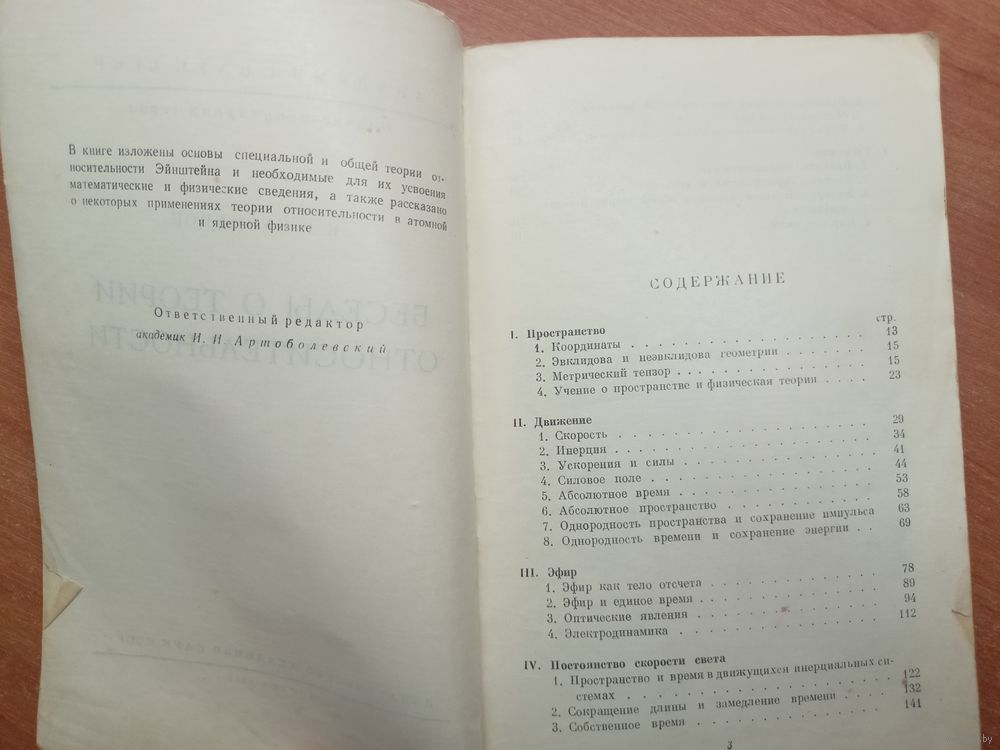 В книге изложены основы специальной и общей теории от-
носительности Эйнштейна и необходимые для их усвоения
математические и физические сведения, а также рассказано
о некоторых применениях теории относительности в атомной
и ядерной физике
БЕСЕДЫ О ТЕОРИИ
ОТНОСИТЕЛЬНОСТИ
Ответственный редактор
академик И. И. Артоболевский
СОДЕРЖАНИЕ
стр.
I. Пространство
1. Координаты . . . . . . . . . . . . . . . . 13
2. Эвклидова и неэвклидова геометрии . . . . . . . 15
3. Метрический тензор . . . . . . . . . . . . . . 15
4. Учение о пространстве и физическая теория . . . . 23
II. Движение
1. Скорость . . . . . . . . . . . . . . . . . . 29
2. Инерция . . . . . . . . . . . . . . . . . . 34
3. Ускорения и силы . . . . . . . . . . . . . . 41
4. Силовое поле . . . . . . . . . . . . . . . . 44
5. Абсолютное время . . . . . . . . . . . . . . 53
6. Абсолютное пространство . . . . . . . . . . . 58
7. Однородность пространства и сохранение импульса 63
8. Однородность времени и сохранение энергии . . 69
III. Эфир
1. Эфир как тело отсчета . . . . . . . . . . . . 78
2. Эфир и единое время . . . . . . . . . . . . . 89
3. Оптические явления . . . . . . . . . . . . . 94
4. Электродинамика . . . . . . . . . . . . . . 112
IV. Постоянство скорости света
1. Пространство и время в движущихся инерциальных си-
стемах . . . . . . . . . . . . . . . . . . 122
2. Сокращение длины и замедление времени . . . . . 132
3. Собственное время . . . . . . . . . . . . . . 141
3